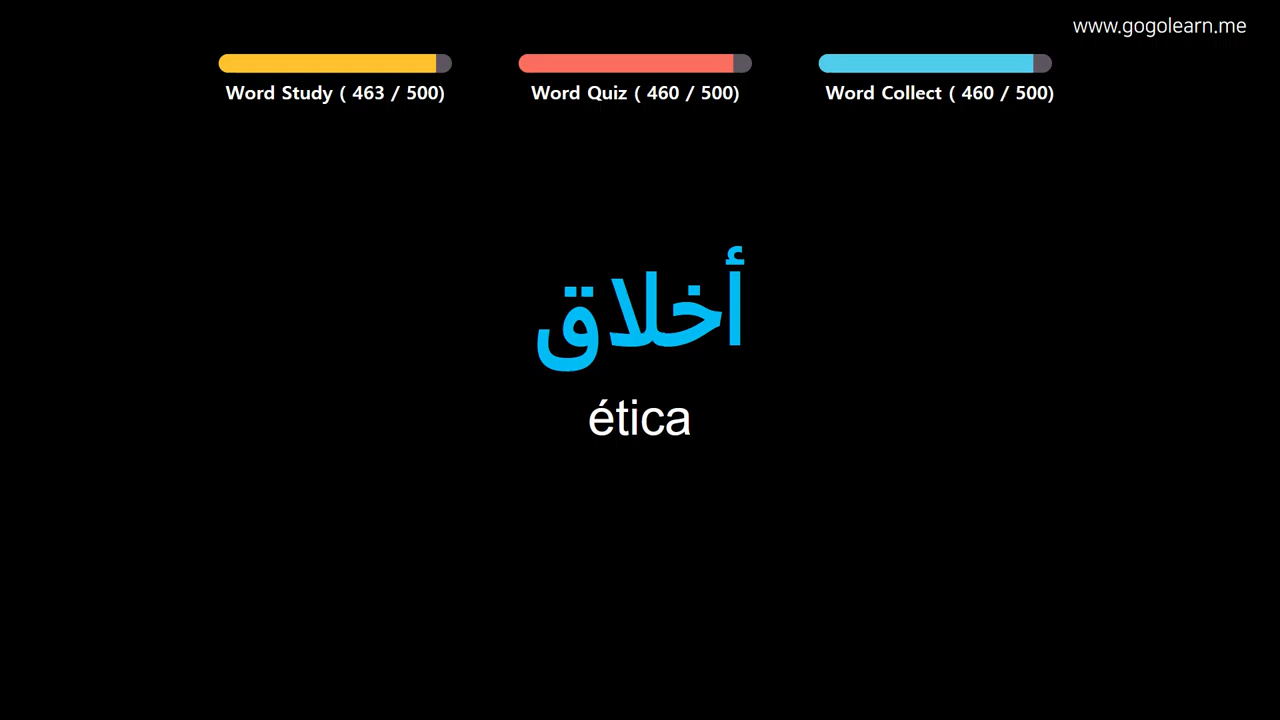 www.gogolearn.me
Word Study ( 463 / 500)
Word Quiz ( 460 / 500)
Word Collect ( 460 / 500)
أخلاق
ética